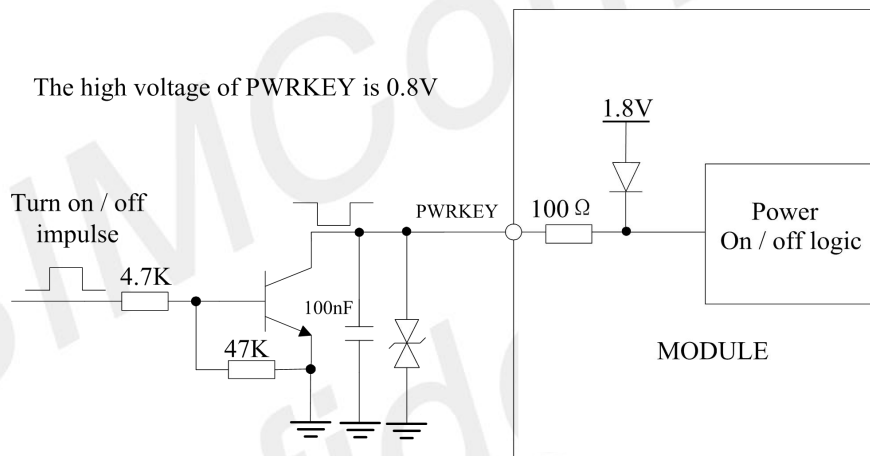 The high voltage of PWRKEY is 0.8V
1.8V
Turn on / off
impulse
PWRKEY
100 Ω
Power
On / off logic
4.7K
100nF
47K
MODULE
SIMCom